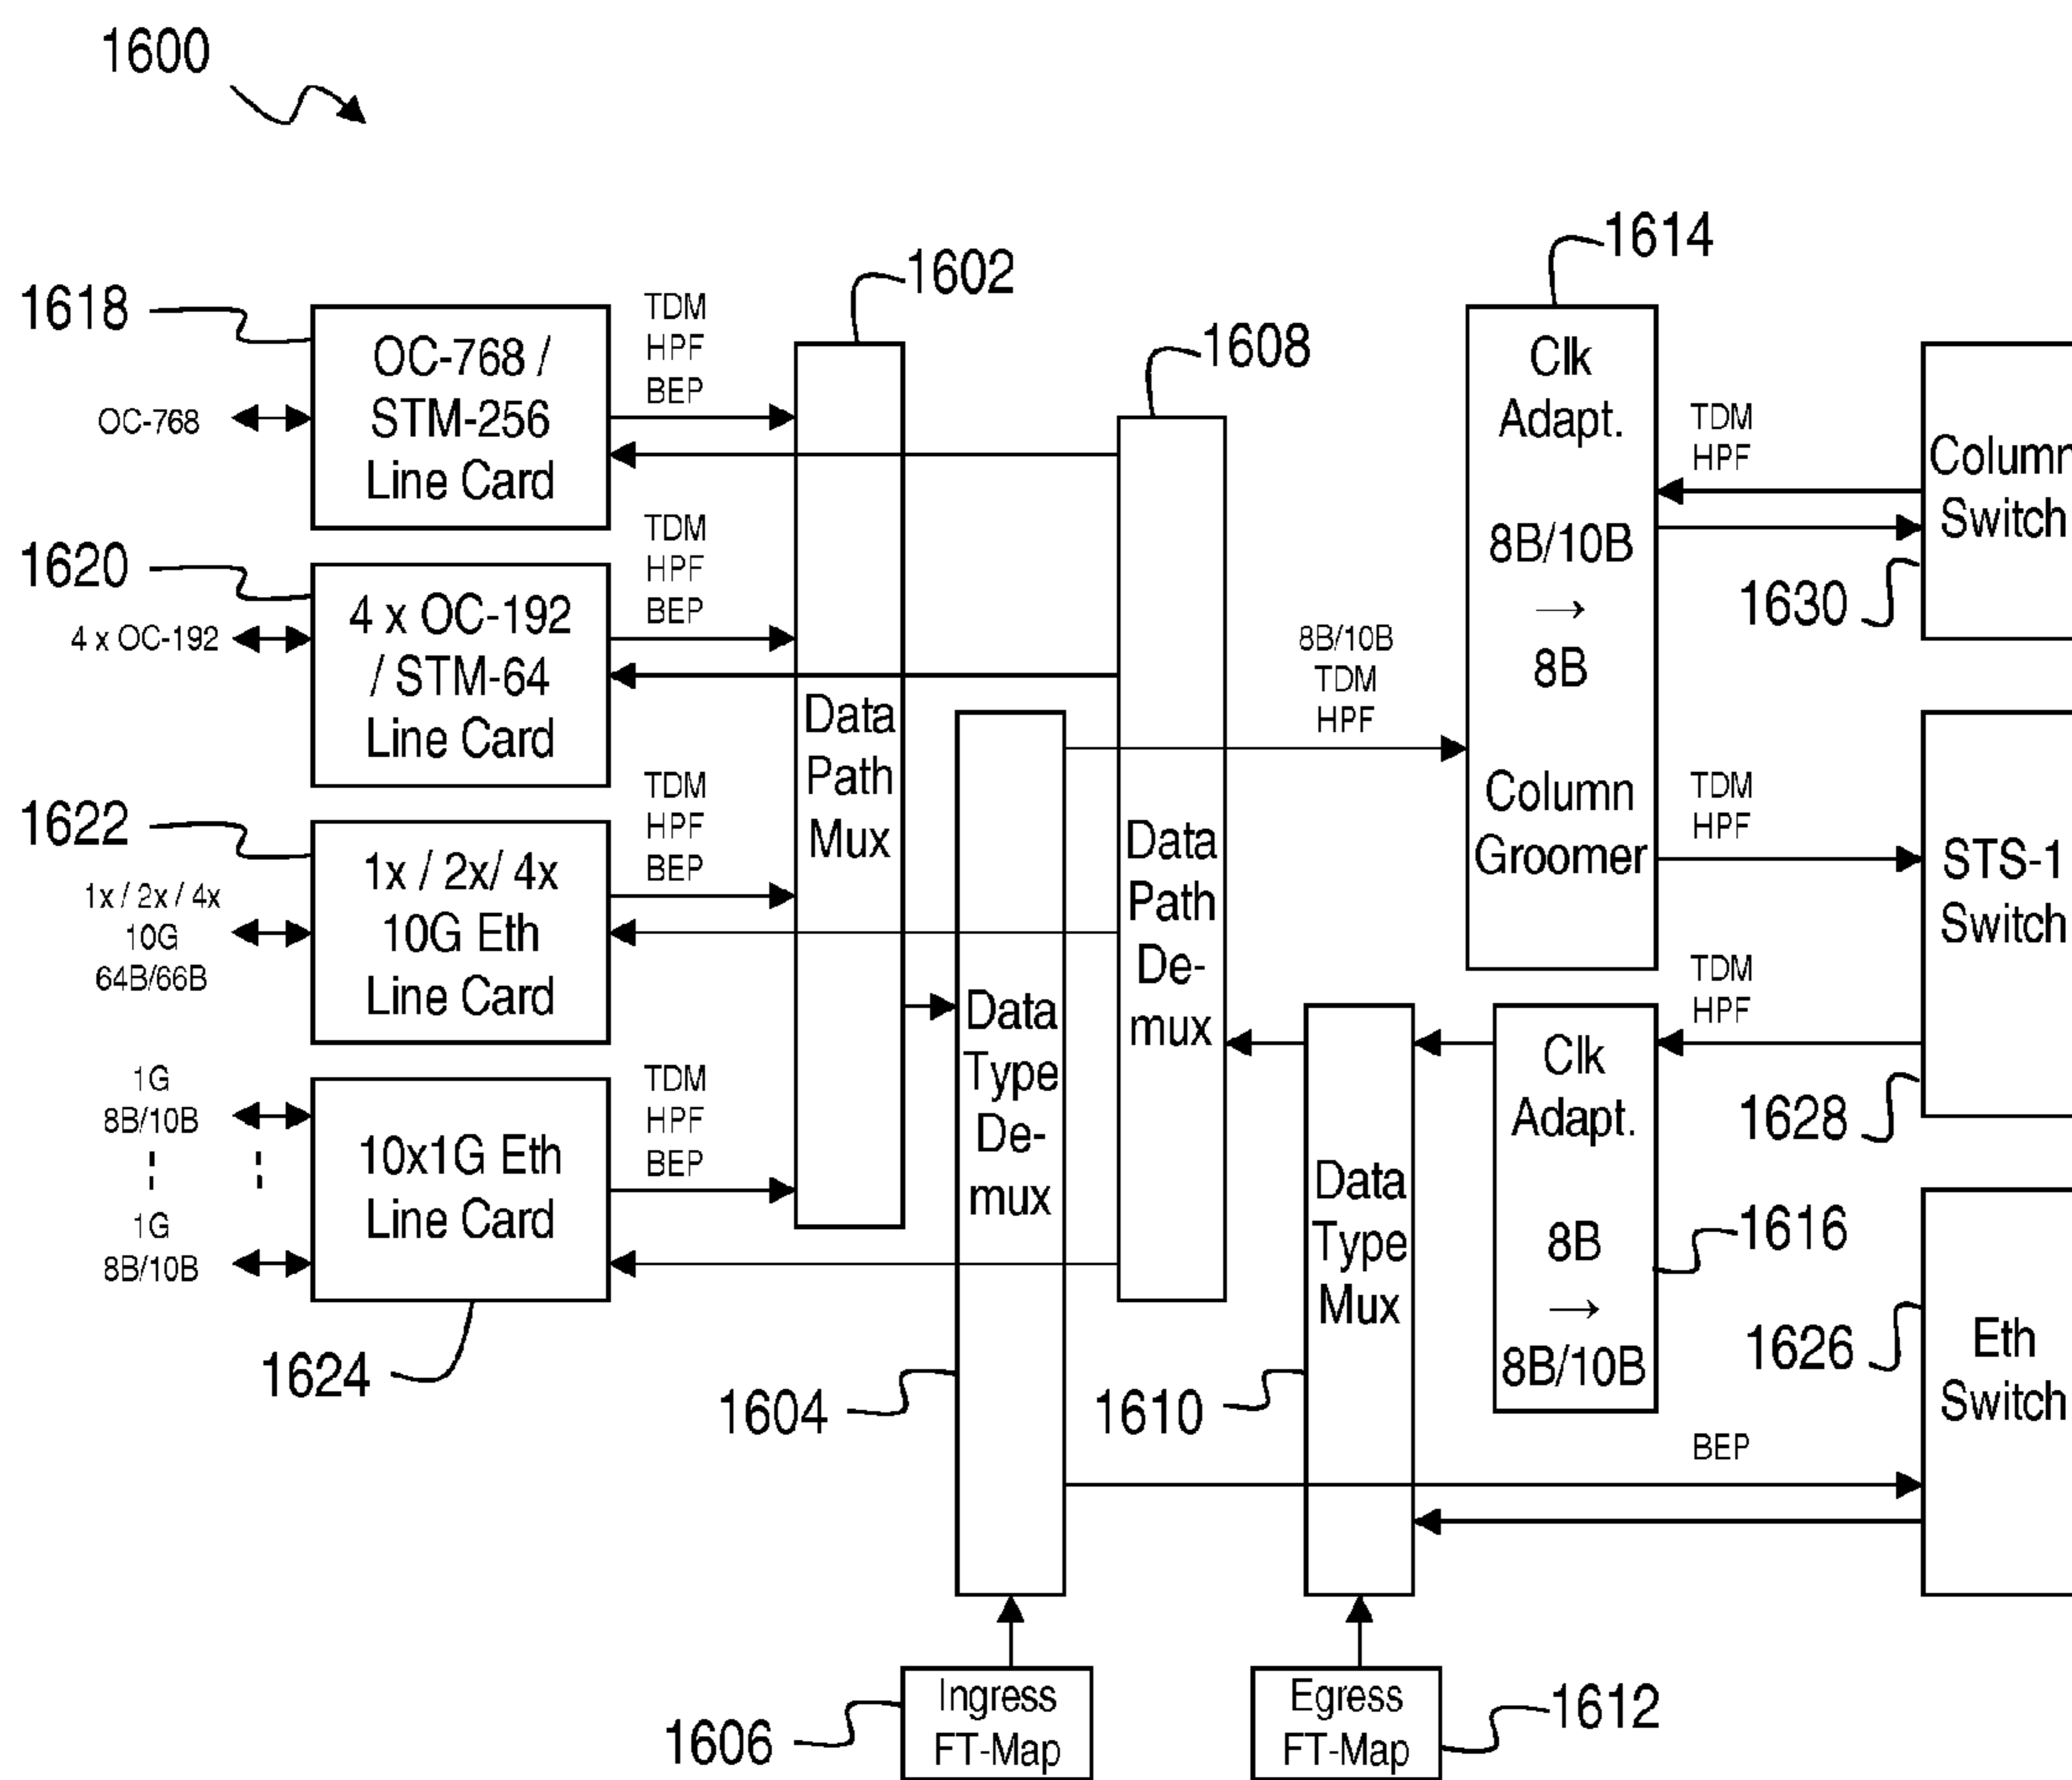 1600
1618
OC-768 /
STM-256
Line Card
OC-768
TDM
HPF
BEP
1602
1608
1614
1620
4 x OC-192
/ STM-64
Line Card
4 x OC-192
TDM
HPF
BEP
1622
1x / 2x/ 4x
10G Eth
Line Card
1x / 2x / 4x
10G
64B/66B
TDM
HPF
BEP
1G
8B/10B
1G
8B/10B
10x1G Eth
Line Card
TDM
HPF
BEP
1624
Data
Path
Mux
Data
Type
De-
mux
1604
Data
Path
De-
mux
8B/10B
TDM
HPF
Clk
Adapt.
8B/10B
→
8B
Column
Groomer
TDM
HPF
Column
Switch
1630
TDM
HPF
STS-1
Switch
TDM
HPF
1628
Data
Type
Mux
1610
Clk
Adapt.
8B
→
8B/10B
1616
1626
Eth
Switch
BEP
Ingress
FT-Map
1606
Egress
FT-Map
1612